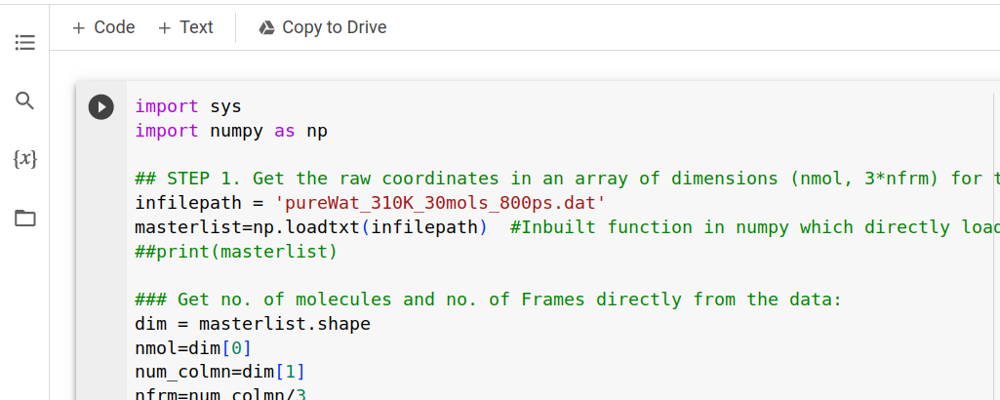 + Code + Text Copy to Drive
{x}
import sys
import numpy as np
## STEP 1. Get the raw coordinates in an array of dimensions (nmol, 3*nfrm) for
infilepath = 'pureWat_310K_30mols_800ps.dat'
masterlist=np.loadtxt(infilepath)  #Inbuilt function in numpy which directly
##print(masterlist)
### Get no. of molecules and no. of Frames directly from the data:
dim = masterlist.shape
nmol=dim[0]
num_colmn=dim[1]
nfrm=num_colmn/3